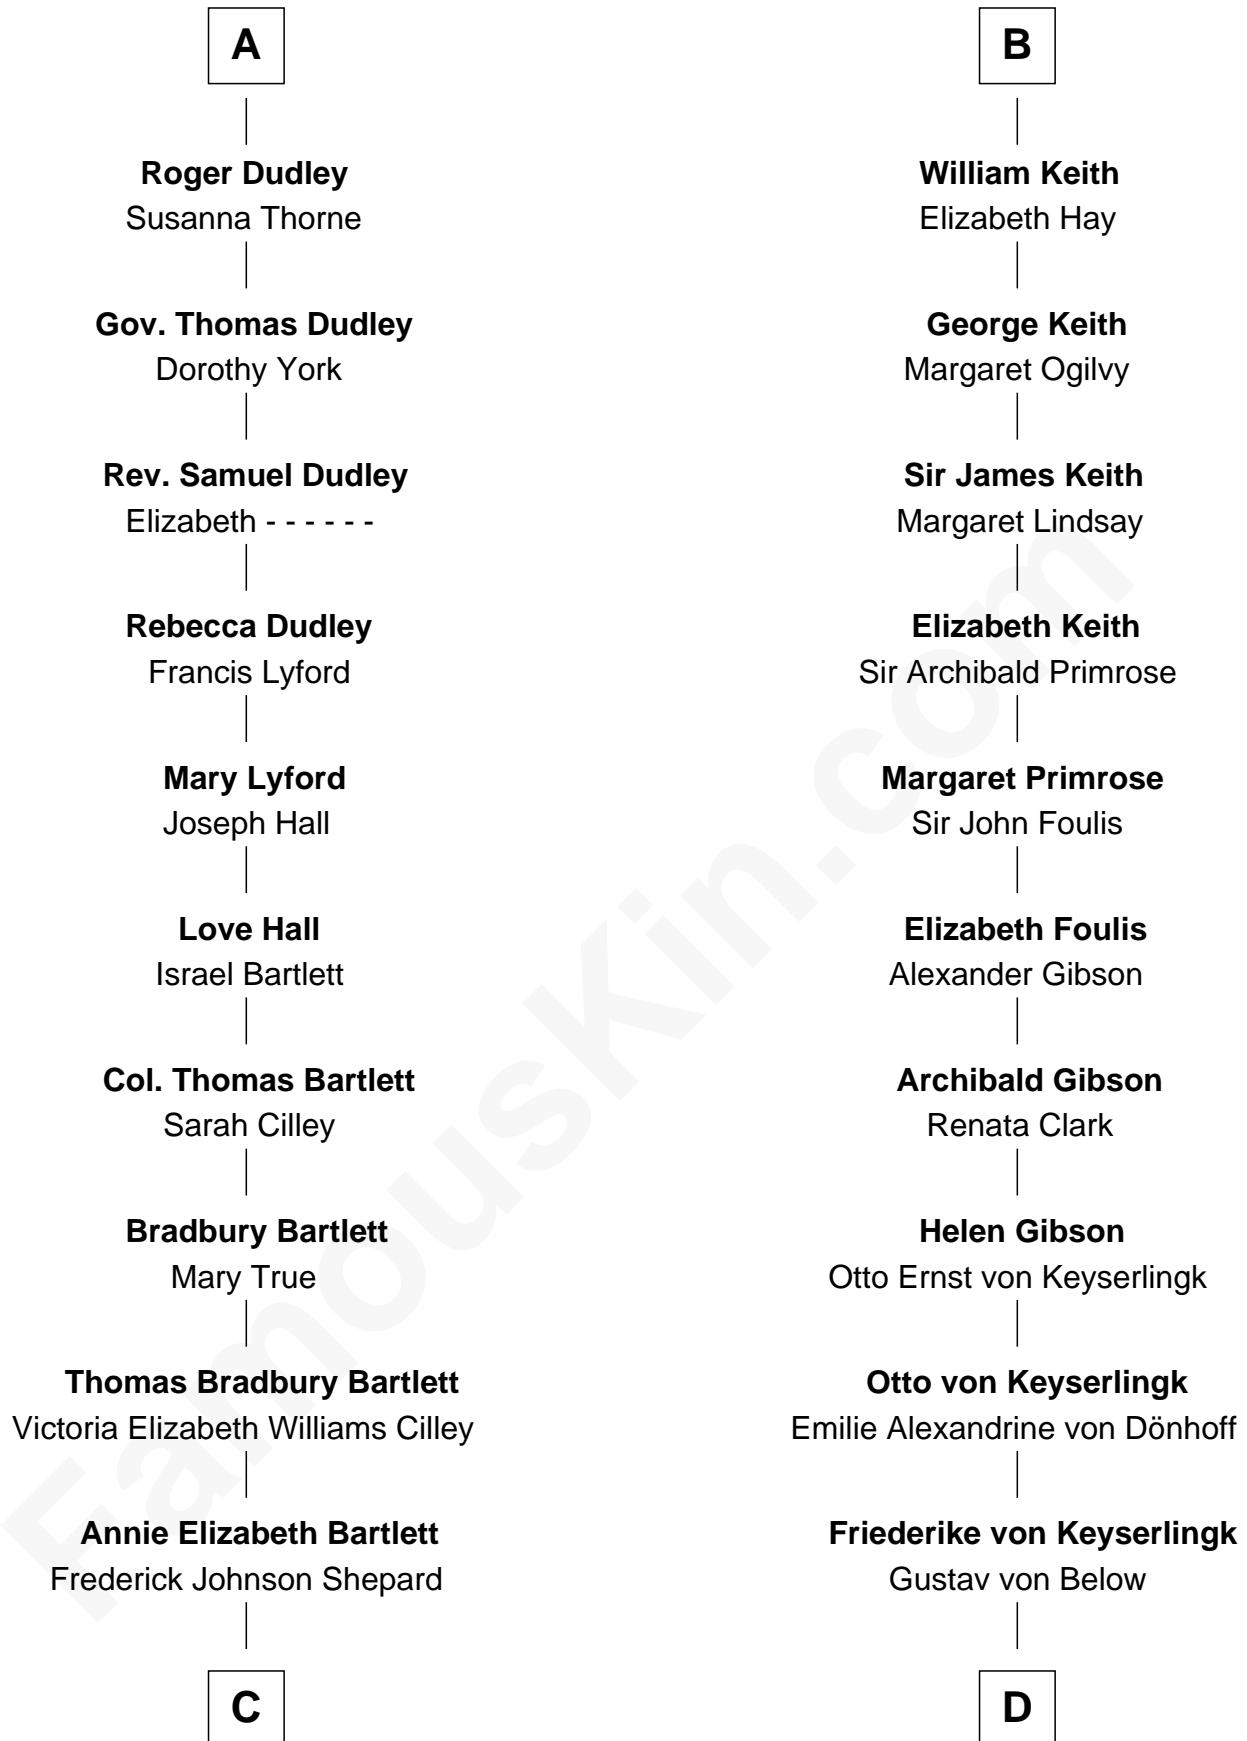 A
Roger Dudley
Susanna Thorne
Gov. Thomas Dudley
Dorothy York
Rev. Samuel Dudley
Elizabeth - - - - - -
Rebecca Dudley
Francis Lyford
Mary Lyford
Joseph Hall
Love Hall
Israel Bartlett
Col. Thomas Bartlett
Sarah Cilley
Bradbury Bartlett
Mary True
Thomas Bradbury Bartlett
Victoria Elizabeth Williams Cilley
Annie Elizabeth Bartlett
Frederick Johnson Shepard
C
B
William Keith
Elizabeth Hay
George Keith
Margaret Ogilvy
Sir James Keith
Margaret Lindsay
Elizabeth Keith
Sir Archibald Primrose
Margaret Primrose
Sir John Foulis
Elizabeth Foulis
Alexander Gibson
Archibald Gibson
Renata Clark
Helen Gibson
Otto Ernst von Keyserlingk
Otto von Keyserlingk
Emilie Alexandrine von Dönhoff
Friederike von Keyserlingk
Gustav von Below
D
FamousKin.com